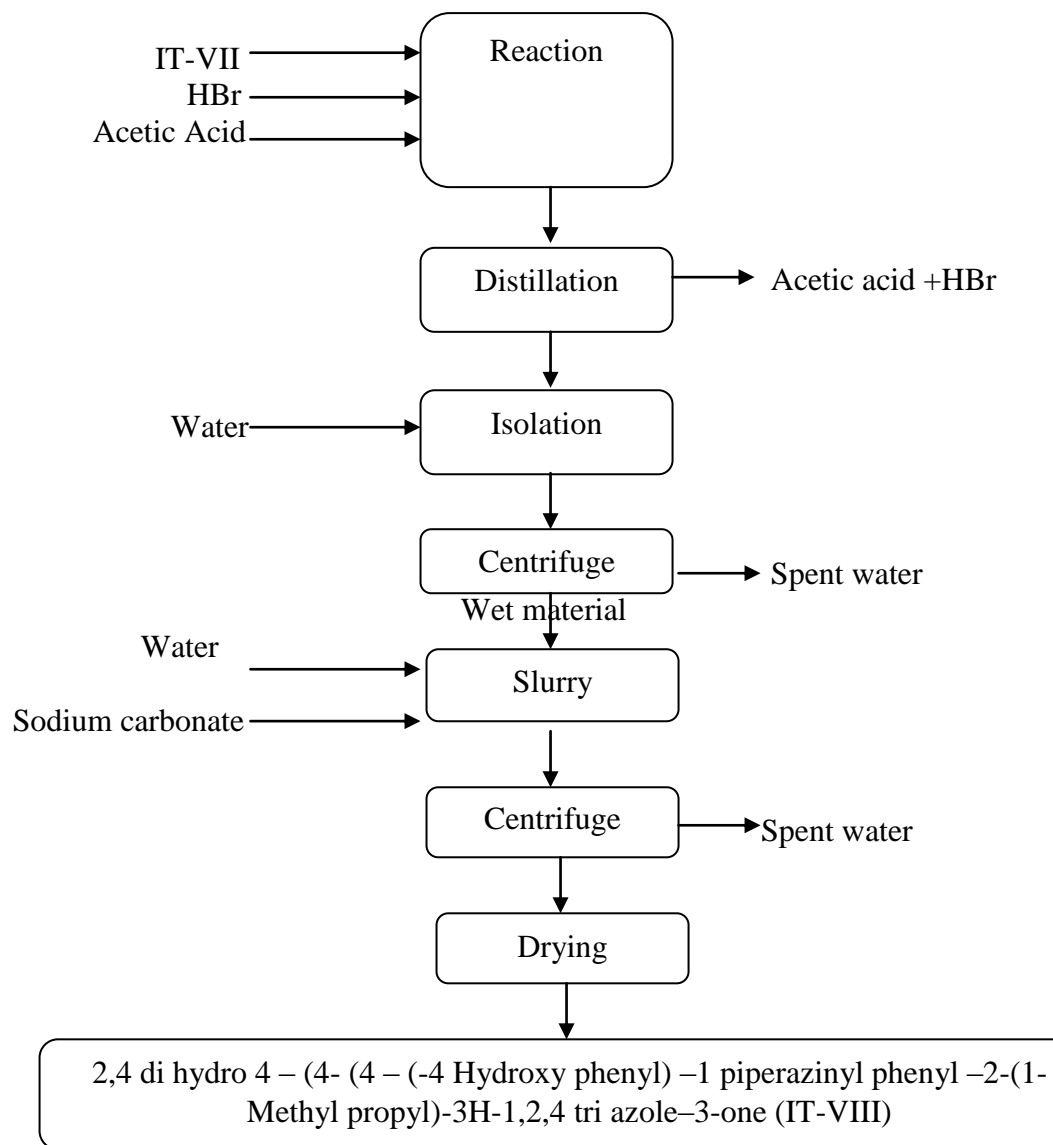 IT-VII
HBr
Acetic Acid
Reaction
Distillation
Acetic acid +HBr
Water
Isolation
Centrifuge
Spent water
Wet material
Water
Slurry
Sodium carbonate
Centrifuge
Spent water
Drying
2,4 di hydro 4 – (4- (4 – (-4 Hydroxy phenyl) –1 piperazinyl phenyl –2-(1-
Methyl propyl)-3H-1,2,4 tri azole–3-one (IT-VIII)